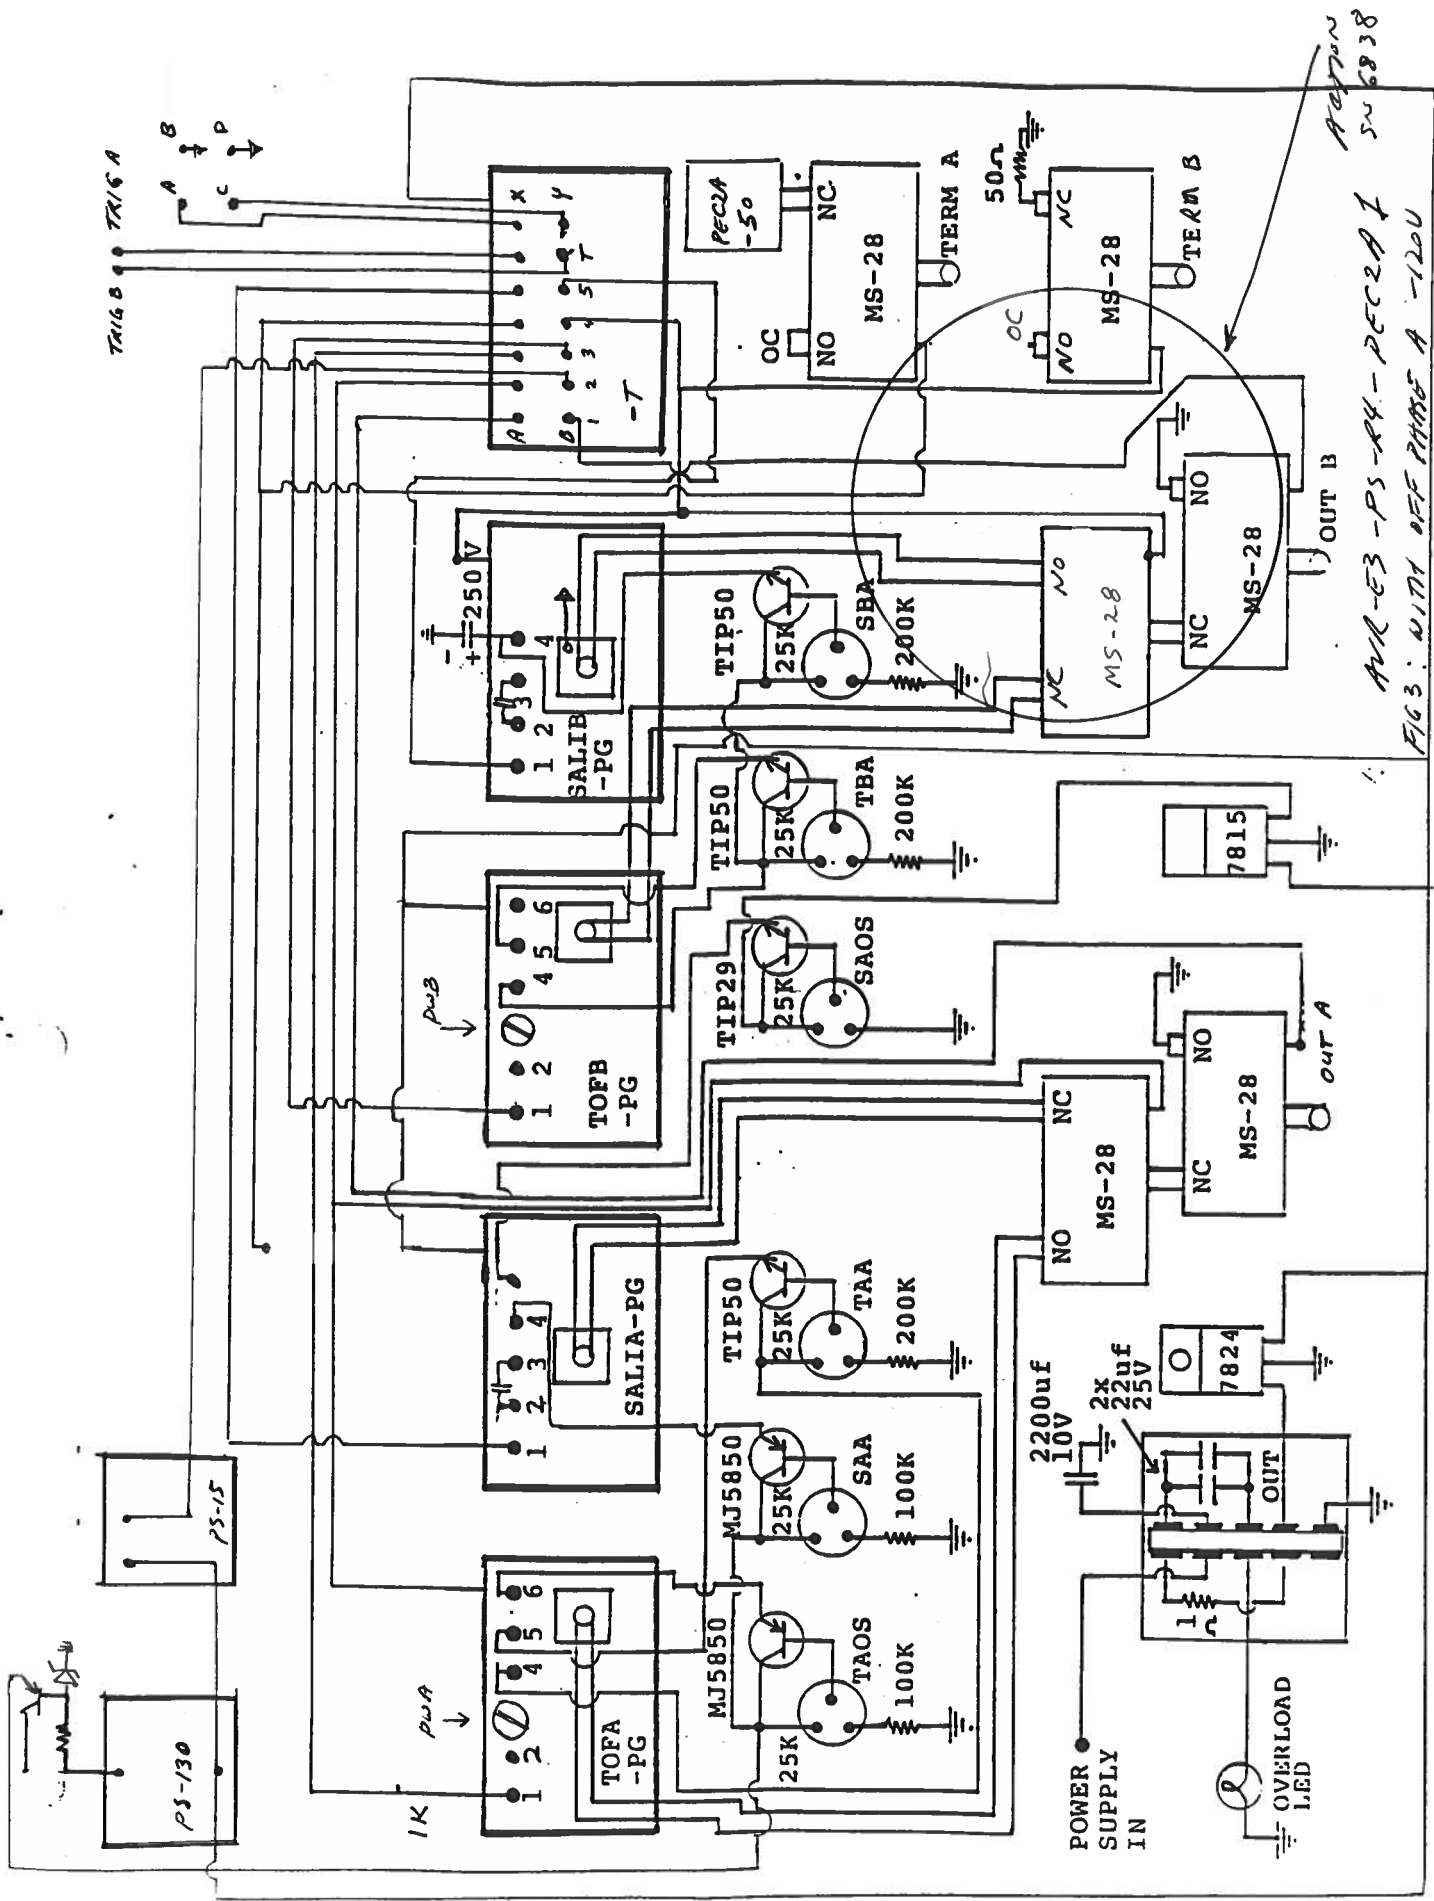 TRIG B
TRIG A
A
B
C
D
PS-130
PS-15
1K
PWA
1
2
4
5
6
TOFA
-PG
1
2
3
4
SALIA-PG
PWB
1
2
4
5
6
TOFB
-PG
1
2
3
4
SALIB
-PG
-
+
250 V
A
B
1
2
3
4
5
T
X
Y
-T
PEC2A
-50
OC
NO
NC
MS-28
TERM A
50Ω
OC
NO
NC
MS-28
TERM B
MJ5850
25K
TAOS
100K
MJ5850
25K
SAA
100K
TIP50
25K
TAA
200K
TIP29
25K
SAOS
TIP50
25K
TBA
200K
TIP50
25K
SBA
200K
NO
NC
MS-28
NC
NO
MS-28
OUT A
NC
NO
MS-28
NC
NO
MS-28
OUT B
POWER
SUPPLY
IN
OVERLOAD
LED
1
Ω
2200uf
10V
2x
22uf
25V
OUT
7824
7815
SN 6838
AVR-E3-PS-R4-PEC2A I
FIG 3: WITH OFF PHASE A -120V